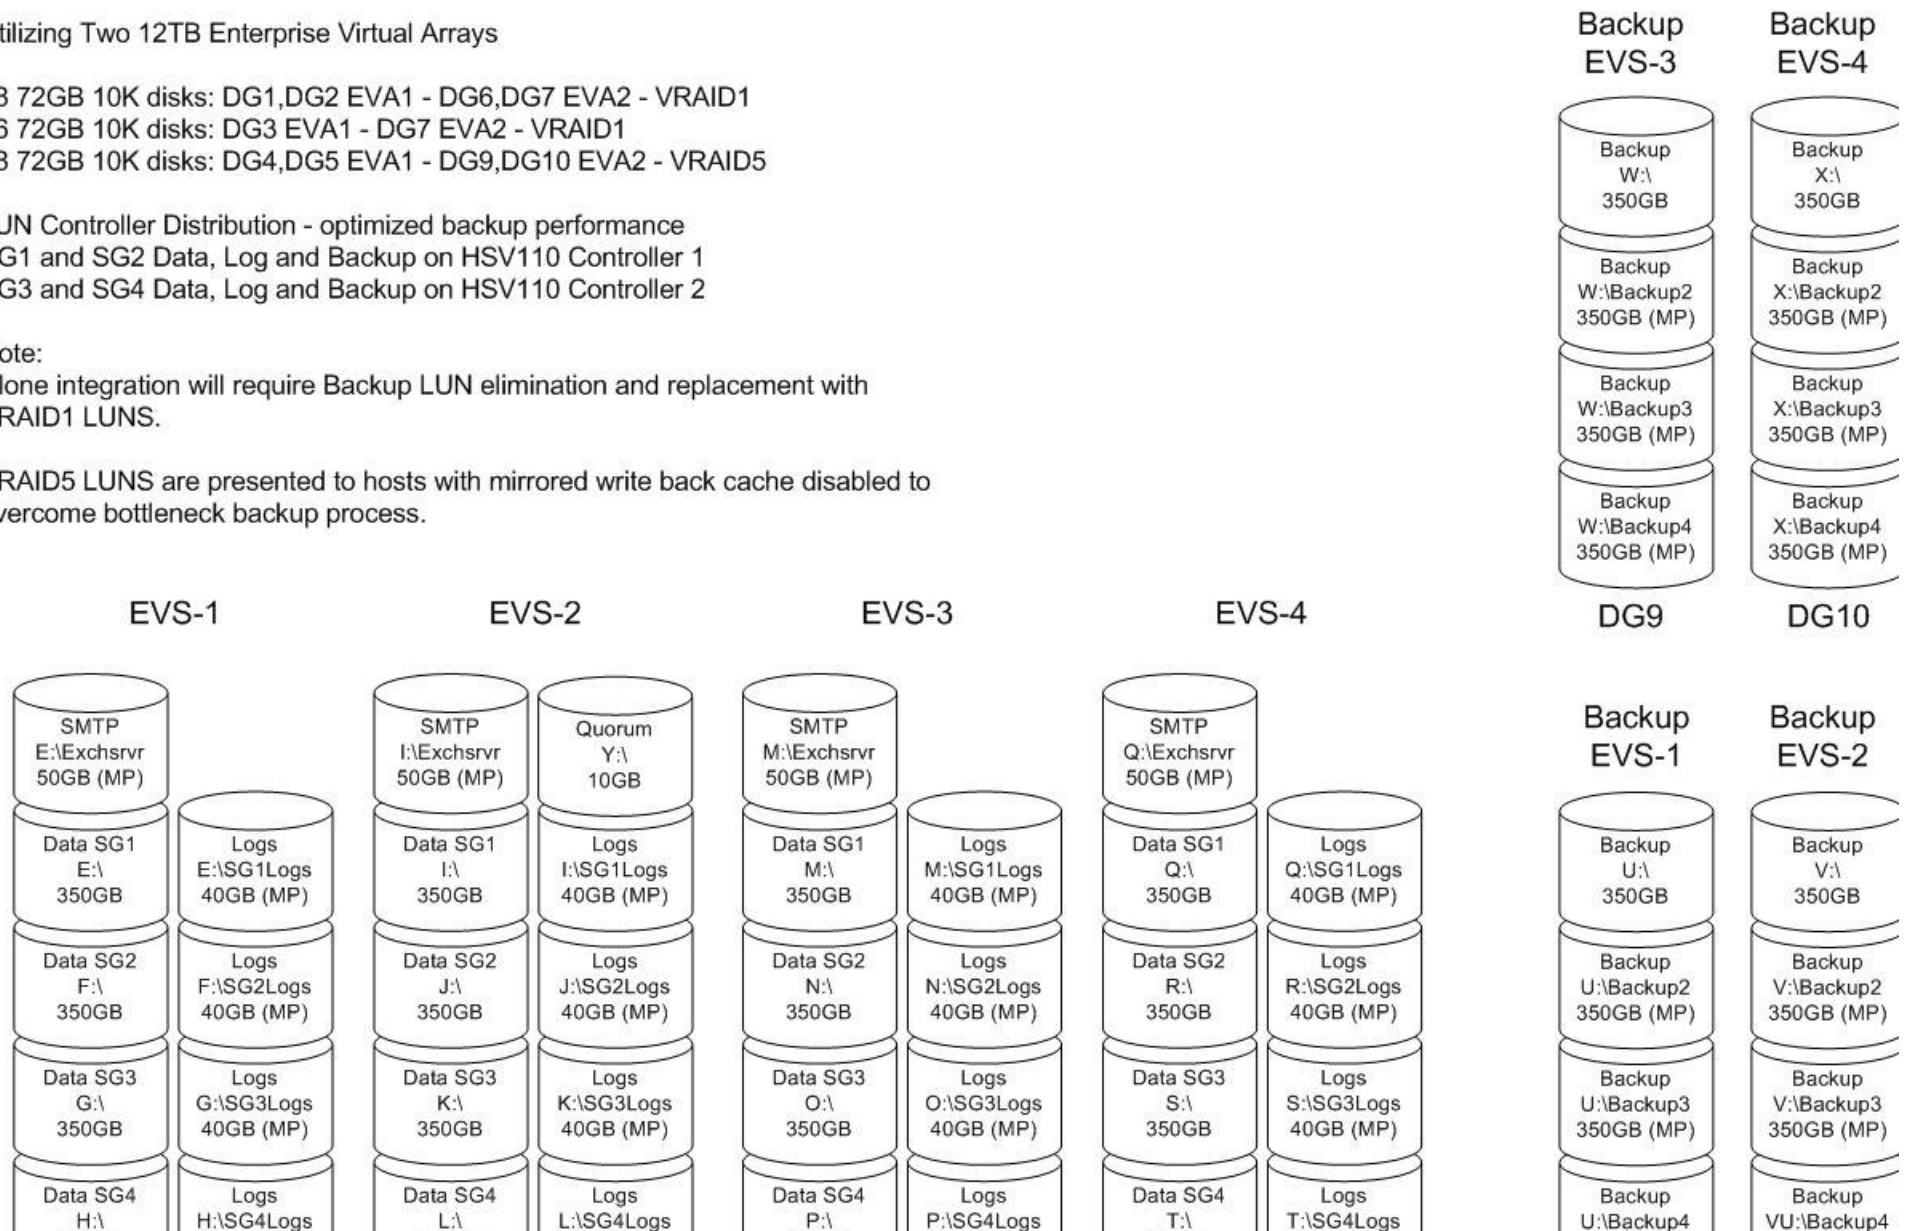 tilizing Two 12TB Enterprise Virtual Arrays
72GB 10K disks: DG1,DG2 EVA1 - DG6,DG7 EVA2 - VRAID1
72GB 10K disks: DG3 EVA1 - DG7 EVA2 - VRAID1
72GB 10K disks: DG4,DG5 EVA1 - DG9,DG10 EVA2 - VRAID5
UN Controller Distribution - optimized backup performance
G1 and SG2 Data, Log and Backup on HSV110 Controller 1
G3 and SG4 Data, Log and Backup on HSV110 Controller 2
ote:
lone integration will require Backup LUN elimination and replacement with
RAID1 LUNS.
RAID5 LUNS are presented to hosts with mirrored write back cache disabled to
vercome bottleneck backup process.
Backup
EVS-3
Backup
W:\
350GB
Backup
W:\Backup2
350GB (MP)
Backup
W:\Backup3
350GB (MP)
Backup
W:\Backup4
350GB (MP)
DG9
Backup
EVS-4
Backup
X:\
350GB
Backup
X:\Backup2
350GB (MP)
Backup
X:\Backup3
350GB (MP)
Backup
X:\Backup4
350GB (MP)
DG10
EVS-1
SMTP
E:\Exchsrvr
50GB (MP)
Data SG1
E:\
350GB
Data SG2
F:\
350GB
Data SG3
G:\
350GB
Data SG4
H:\
Logs
E:\SG1Logs
40GB (MP)
Logs
F:\SG2Logs
40GB (MP)
Logs
G:\SG3Logs
40GB (MP)
Logs
H:\SG4Logs
EVS-2
SMTP
I:\Exchsrvr
50GB (MP)
Data SG1
I:\
350GB
Data SG2
J:\
350GB
Data SG3
K:\
350GB
Data SG4
L:\
Quorum
Y:\
10GB
Logs
I:\SG1Logs
40GB (MP)
Logs
J:\SG2Logs
40GB (MP)
Logs
K:\SG3Logs
40GB (MP)
Logs
L:\SG4Logs
EVS-3
SMTP
M:\Exchsrvr
50GB (MP)
Data SG1
M:\
350GB
Data SG2
N:\
350GB
Data SG3
O:\
350GB
Data SG4
P:\
Logs
M:\SG1Logs
40GB (MP)
Logs
N:\SG2Logs
40GB (MP)
Logs
O:\SG3Logs
40GB (MP)
Logs
P:\SG4Logs
EVS-4
SMTP
Q:\Exchsrvr
50GB (MP)
Data SG1
Q:\
350GB
Data SG2
R:\
350GB
Data SG3
S:\
350GB
Data SG4
T:\
Logs
Q:\SG1Logs
40GB (MP)
Logs
R:\SG2Logs
40GB (MP)
Logs
S:\SG3Logs
40GB (MP)
Logs
T:\SG4Logs
Backup
EVS-1
Backup
U:\
350GB
Backup
U:\Backup2
350GB (MP)
Backup
U:\Backup3
350GB (MP)
Backup
U:\Backup4
Backup
EVS-2
Backup
V:\
350GB
Backup
V:\Backup2
350GB (MP)
Backup
V:\Backup3
350GB (MP)
Backup
VU:\Backup4